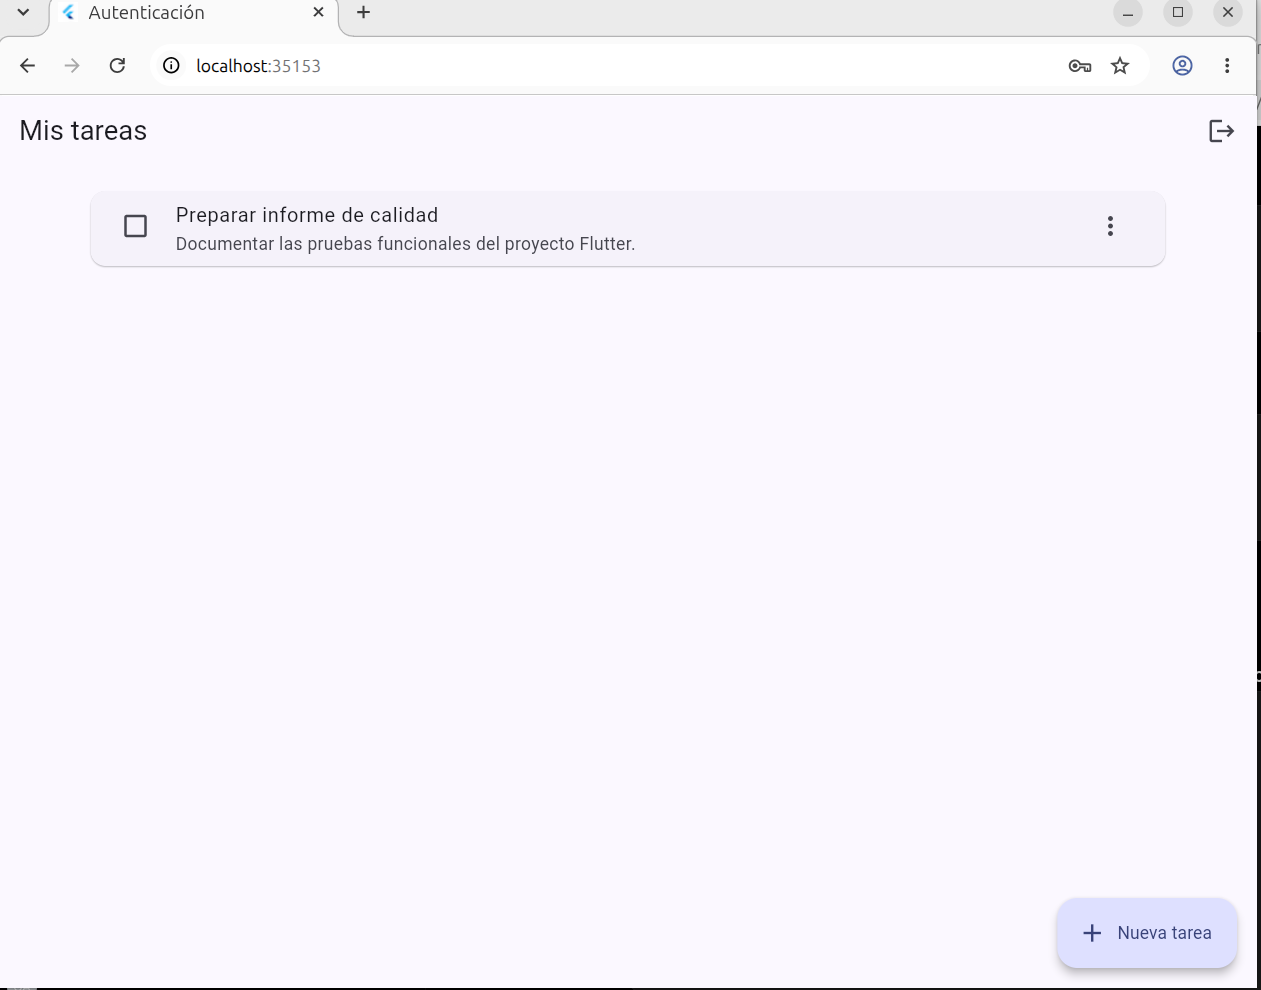 Autenticación
localhost:35153
Mis tareas
Preparar informe de calidad
Documentar las pruebas funcionales del proyecto Flutter.
Nueva tarea